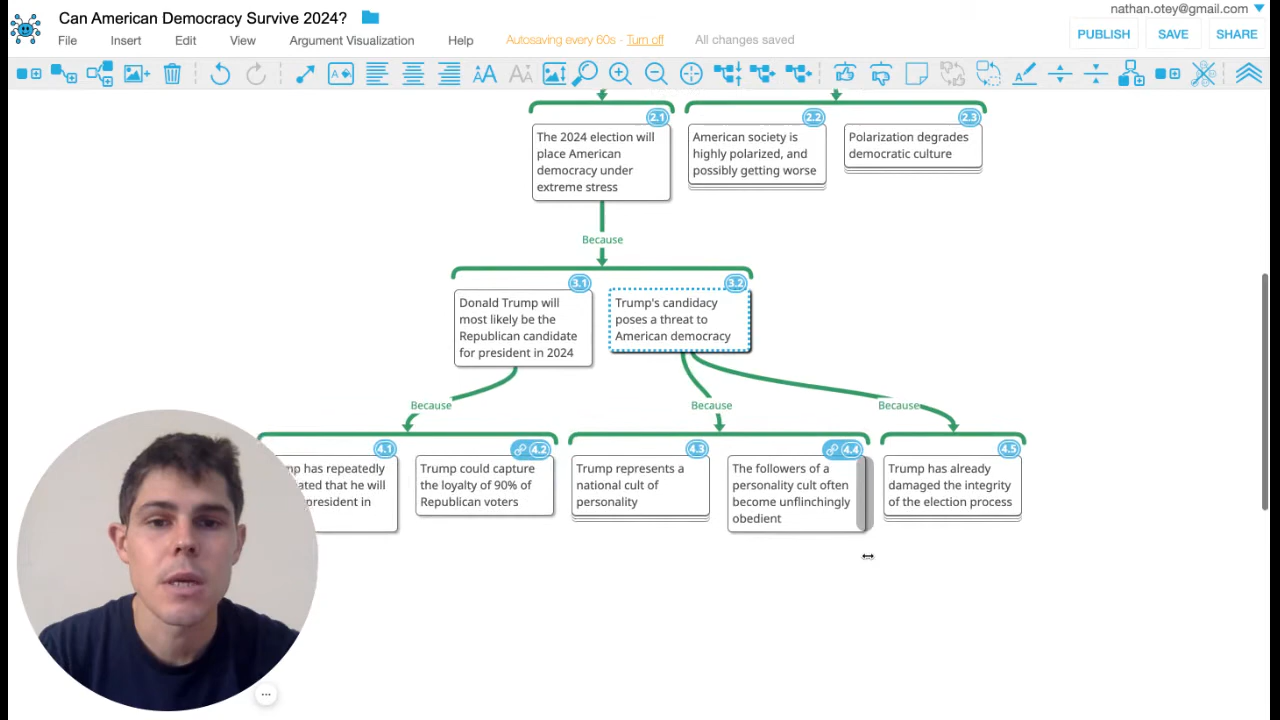 Can American Democracy Survive 2024?
nathan.otey@gmail.com
File Insert Edit View Argument Visualization Help Autosaving every 60s Turn off All changes saved
PUBLISH SAVE SHARE
2.1
The 2024 election will
place American
democracy under
extreme stress
2.2
American society is
highly polarized, and
possibly getting worse
2.3
Polarization degrades
democratic culture
Because
3.1
Donald Trump will
most likely be the
Republican candidate
for president in 2024
3.2
Trump's candidacy
poses a threat to
American democracy
Because
Because
Because
4.1
has repeatedly
that he will
president in
4.2
Trump could capture
the loyalty of 90% of
Republican voters
4.3
Trump represents a
national cult of
personality
4.4
The followers of a
personality cult often
become unflinchingly
obedient
4.5
Trump has already
damaged the integrity
of the election process